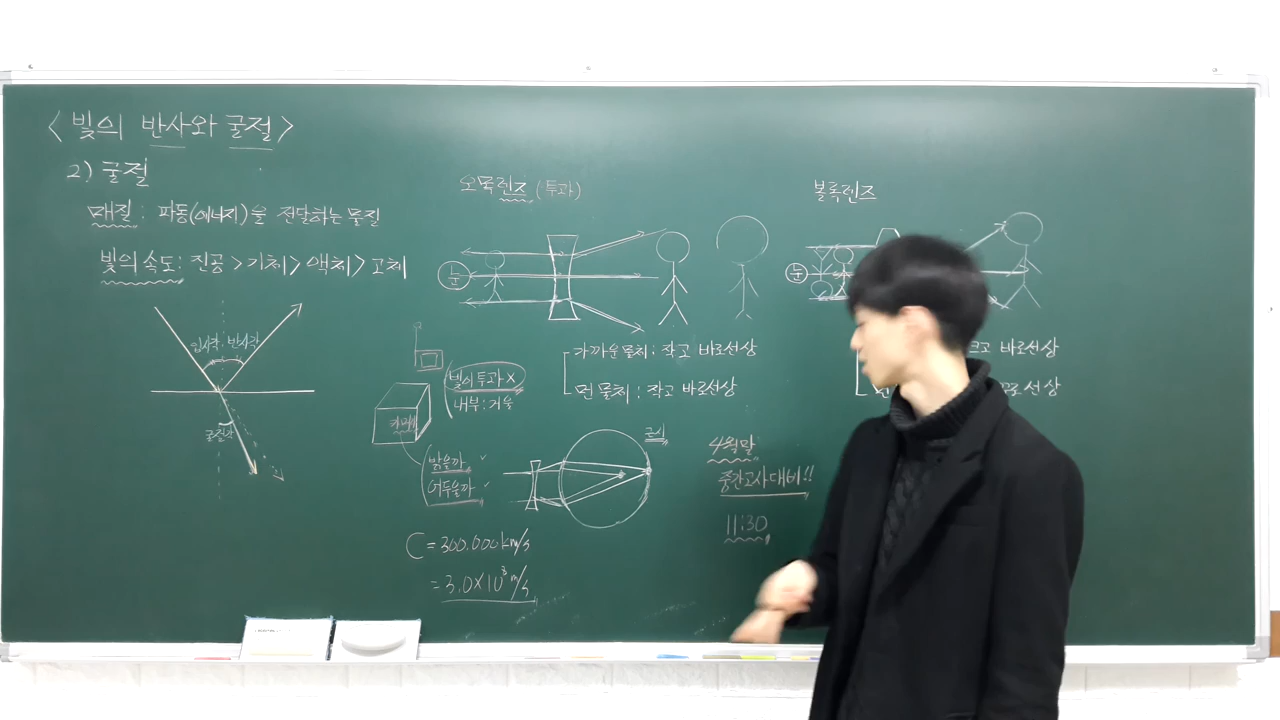 <빛의 반사와 굴절>
2) 굴절
매질: 파동(에너지)을 전달하는 물질
빛의 속도: 진공 > 기체 > 액체 > 고체
입사각 반사각
굴절각
오목렌즈 (투과)
눈
가까운 물체: 작고 바로선상
먼 물체: 작고 바로선상
빛이 투과 X
내부: 거울
밝을까
어두울까
C = 300.000km/s
= 3.0×10⁸ m/s
근시
4월말
중간고사 대비!!
11:30
볼록렌즈
눈
크고 바로선상
선상